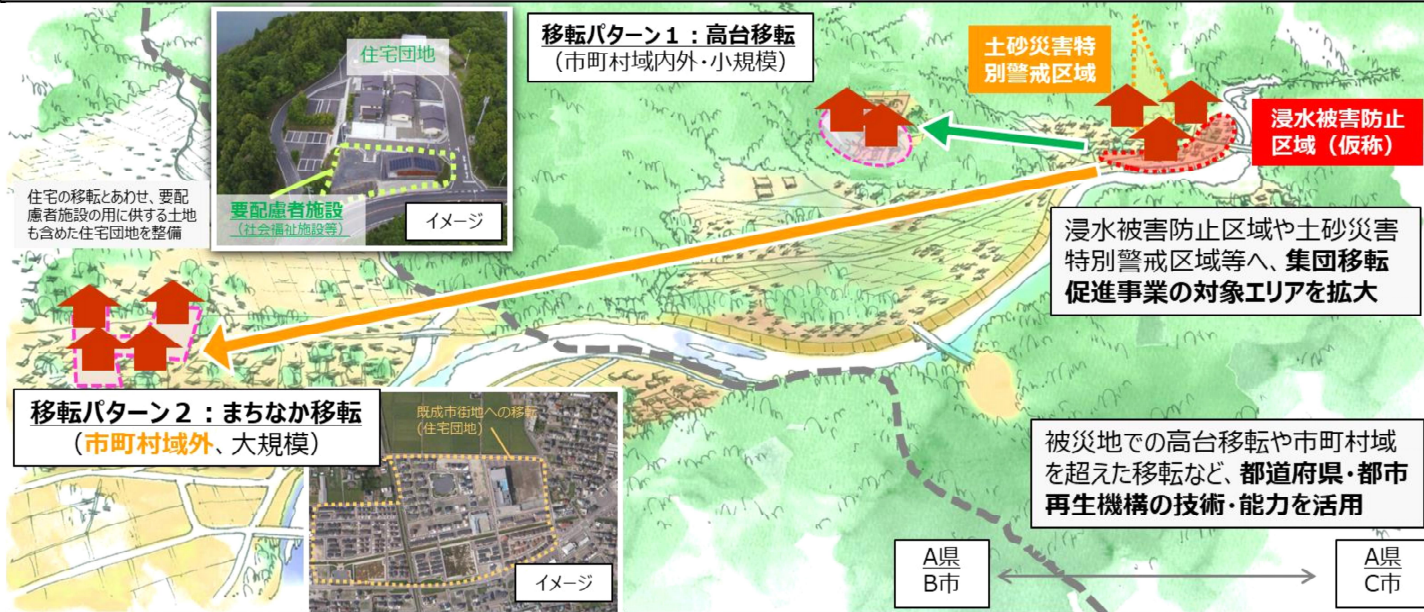 住宅団地
要配慮者施設
(社会福祉施設等)
イメージ
住宅の移転とあわせ、要配
慮者施設の用に供する土地
も含めた住宅団地を整備
移転パターン1:高台移転
(市町村域内外・小規模)
土砂災害特
別警戒区域
浸水被害防止
区域(仮称)
浸水被害防止区域や土砂災害
特別警戒区域等へ、集団移転
促進事業の対象エリアを拡大
移転パターン2:まちなか移転
(市町村域外、大規模)
既成市街地への移転
(住宅団地)
イメージ
被災地での高台移転や市町村域
を超えた移転など、都道府県・都市
再生機構の技術・能力を活用
A県
B市
A県
C市